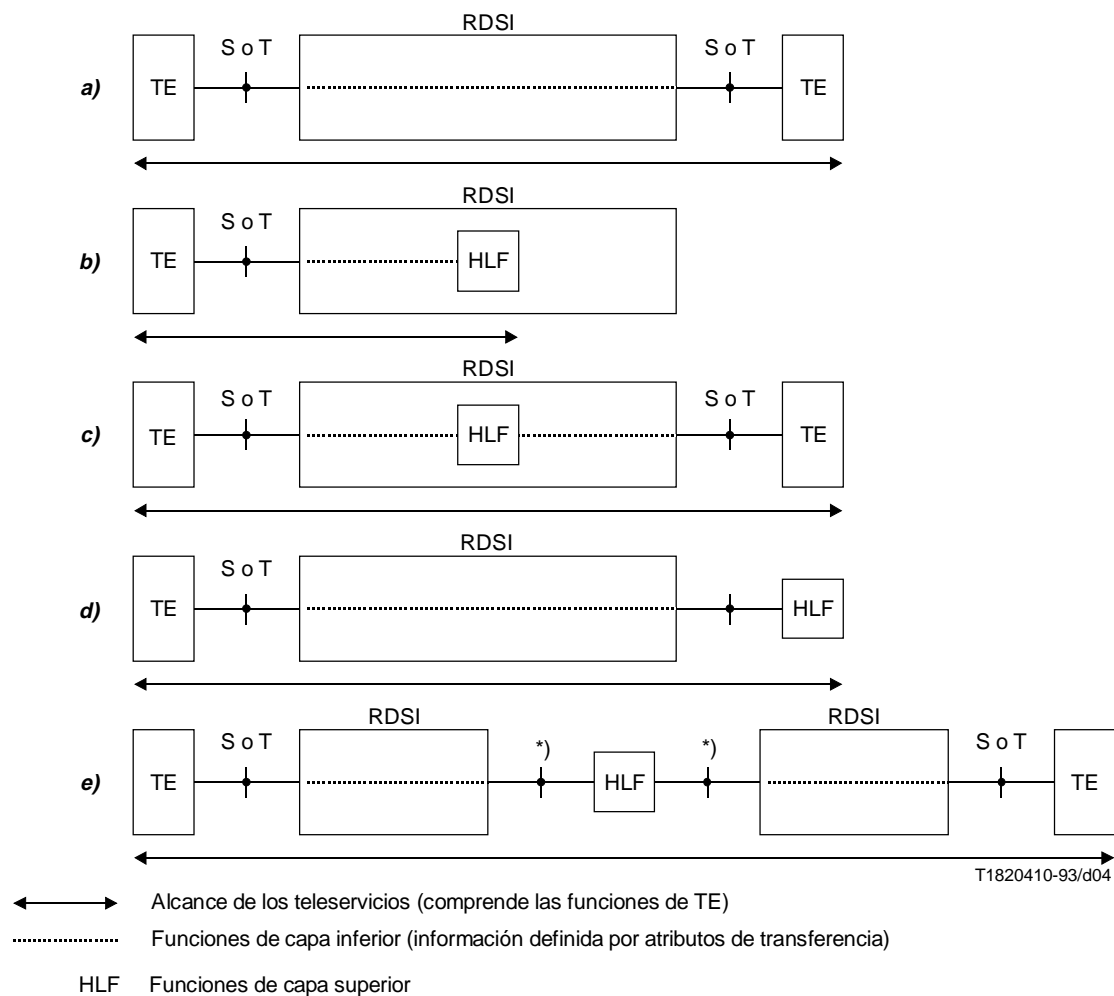 RDSI
S o T S o T
a) TE TE
RDSI
S o T
b) TE HLF
RDSI
S o T S o T
c) TE HLF TE
RDSI
S o T
d) TE HLF
RDSI RDSI
S o T *) *) S o T
e) TE HLF TE
T1820410-93/d04
Alcance de los teleservicios (comprende las funciones de TE)
Funciones de capa inferior (información definida por atributos de transferencia)
HLF Funciones de capa superior